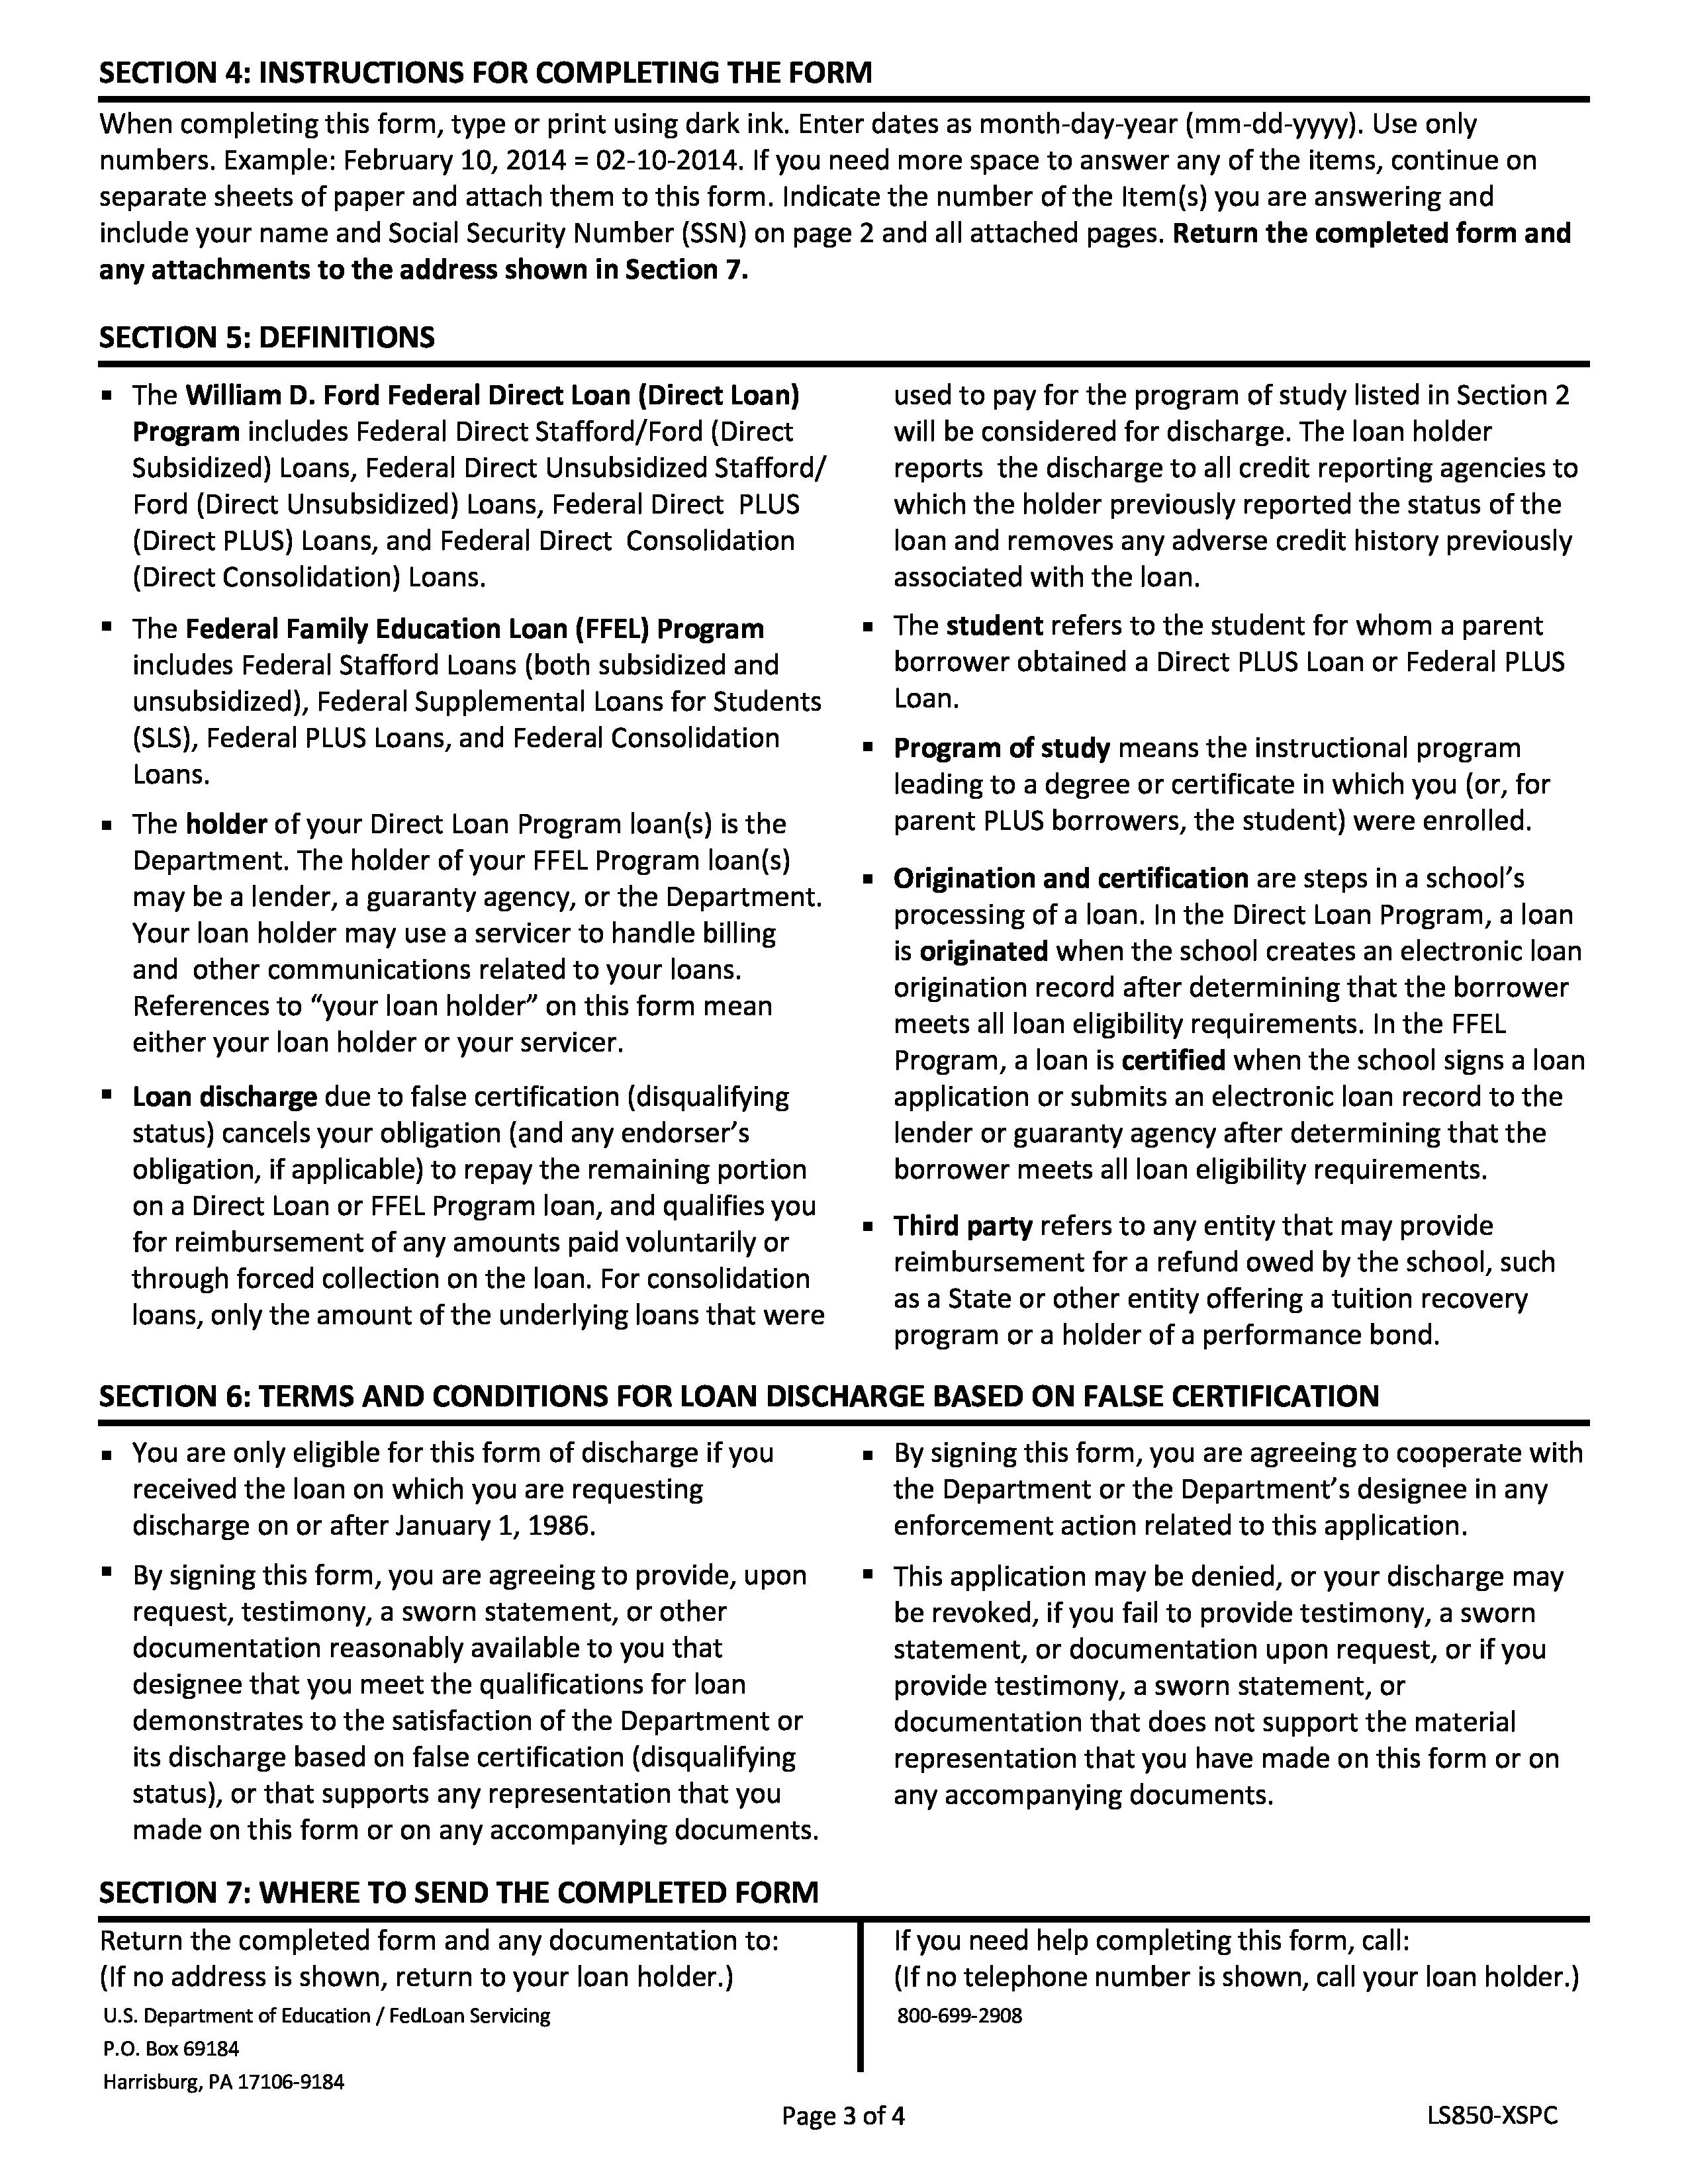 SECTION 4: INSTRUCTIONS FOR COMPLETING THE FORM
When completing this form, type or print using dark ink. Enter dates as month-day-year (mm-dd-yyyy). Use only
numbers. Example: February 10, 2014 = 02-10-2014. If you need more space to answer any of the items, continue on
separate sheets of paper and attach them to this form. Indicate the number of the Item(s) you are answering and
include your name and Social Security Number (SSN) on page 2 and all attached pages. Return the completed form and
any attachments to the address shown in Section 7.
SECTION 5: DEFINITIONS
▪ The William D. Ford Federal Direct Loan (Direct Loan)
Program includes Federal Direct Stafford/Ford (Direct
Subsidized) Loans, Federal Direct Unsubsidized Stafford/
Ford (Direct Unsubsidized) Loans, Federal Direct PLUS
(Direct PLUS) Loans, and Federal Direct Consolidation
(Direct Consolidation) Loans.
▪ The Federal Family Education Loan (FFEL) Program
includes Federal Stafford Loans (both subsidized and
unsubsidized), Federal Supplemental Loans for Students
(SLS), Federal PLUS Loans, and Federal Consolidation
Loans.
▪ The holder of your Direct Loan Program loan(s) is the
Department. The holder of your FFEL Program loan(s)
may be a lender, a guaranty agency, or the Department.
Your loan holder may use a servicer to handle billing
and other communications related to your loans.
References to “your loan holder” on this form mean
either your loan holder or your servicer.
▪ Loan discharge due to false certification (disqualifying
status) cancels your obligation (and any endorser’s
obligation, if applicable) to repay the remaining portion
on a Direct Loan or FFEL Program loan, and qualifies you
for reimbursement of any amounts paid voluntarily or
through forced collection on the loan. For consolidation
loans, only the amount of the underlying loans that were
used to pay for the program of study listed in Section 2
will be considered for discharge. The loan holder
reports the discharge to all credit reporting agencies to
which the holder previously reported the status of the
loan and removes any adverse credit history previously
associated with the loan.
▪ The student refers to the student for whom a parent
borrower obtained a Direct PLUS Loan or Federal PLUS
Loan.
▪ Program of study means the instructional program
leading to a degree or certificate in which you (or, for
parent PLUS borrowers, the student) were enrolled.
▪ Origination and certification are steps in a school’s
processing of a loan. In the Direct Loan Program, a loan
is originated when the school creates an electronic loan
origination record after determining that the borrower
meets all loan eligibility requirements. In the FFEL
Program, a loan is certified when the school signs a loan
application or submits an electronic loan record to the
lender or guaranty agency after determining that the
borrower meets all loan eligibility requirements.
▪ Third party refers to any entity that may provide
reimbursement for a refund owed by the school, such
as a State or other entity offering a tuition recovery
program or a holder of a performance bond.
SECTION 6: TERMS AND CONDITIONS FOR LOAN DISCHARGE BASED ON FALSE CERTIFICATION
▪ You are only eligible for this form of discharge if you
received the loan on which you are requesting
discharge on or after January 1, 1986.
▪ By signing this form, you are agreeing to provide, upon
request, testimony, a sworn statement, or other
documentation reasonably available to you that
designee that you meet the qualifications for loan
demonstrates to the satisfaction of the Department or
its discharge based on false certification (disqualifying
status), or that supports any representation that you
made on this form or on any accompanying documents.
▪ By signing this form, you are agreeing to cooperate with
the Department or the Department’s designee in any
enforcement action related to this application.
▪ This application may be denied, or your discharge may
be revoked, if you fail to provide testimony, a sworn
statement, or documentation upon request, or if you
provide testimony, a sworn statement, or
documentation that does not support the material
representation that you have made on this form or on
any accompanying documents.
SECTION 7: WHERE TO SEND THE COMPLETED FORM
Return the completed form and any documentation to:
(If no address is shown, return to your loan holder.)
U.S. Department of Education / FedLoan Servicing
P.O. Box 69184
Harrisburg, PA 17106-9184
If you need help completing this form, call:
(If no telephone number is shown, call your loan holder.)
800-699-2908
Page 3 of 4
LS850-XSPC